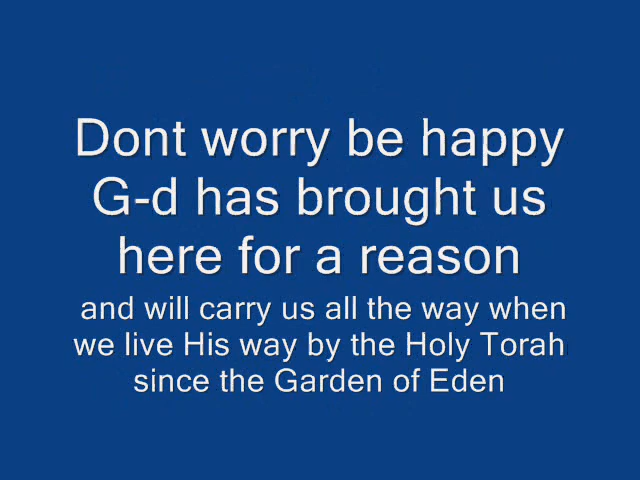 Dont worry be happy
G-d has brought us
here for a reason
and will carry us all the way when
we live His way by the Holy Torah
since the Garden of Eden